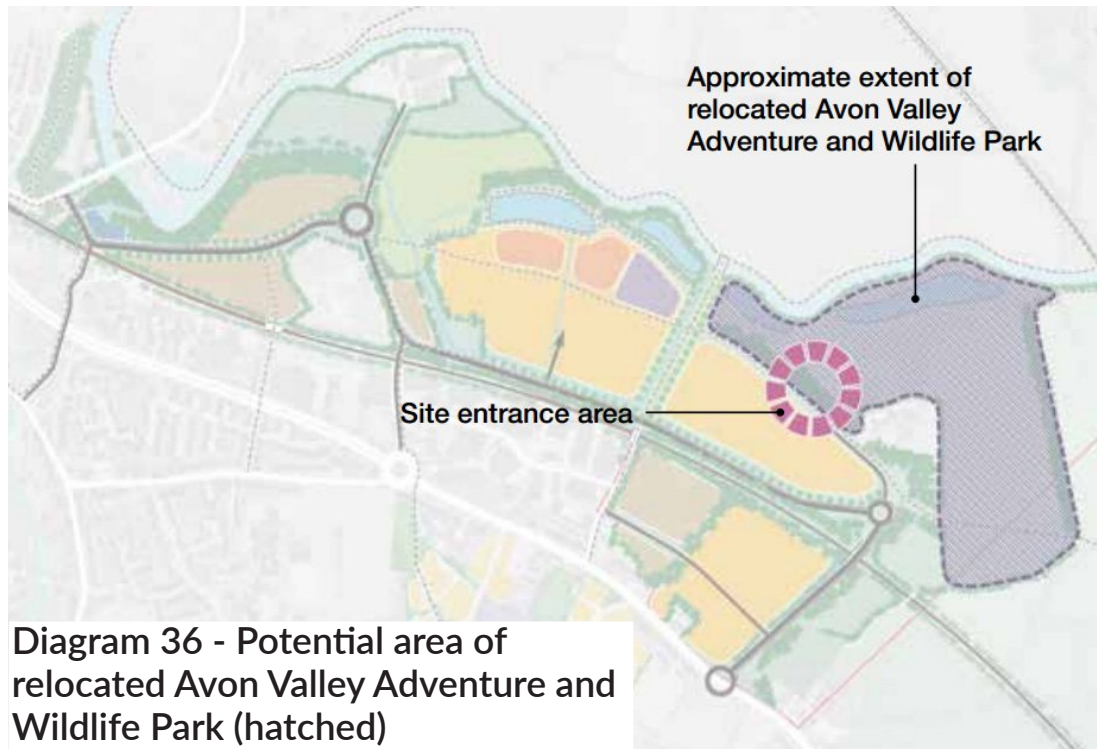 Approximate extent of
relocated Avon Valley
Adventure and Wildlife Park
Site entrance area
Diagram 36 - Potential area of
relocated Avon Valley Adventure and
Wildlife Park (hatched)